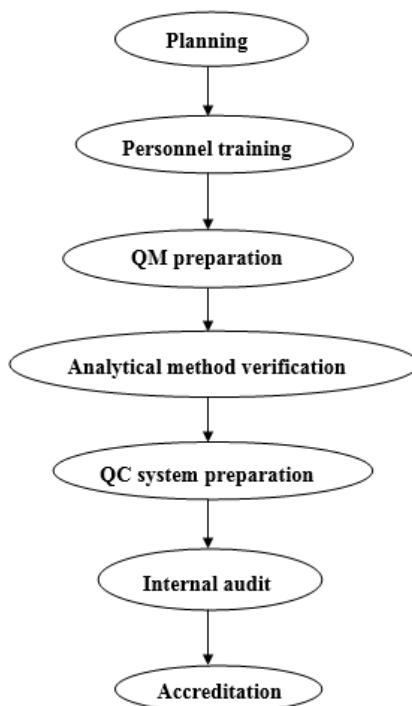 Planning
Personnel training
QM preparation
Analytical method verification
QC system preparation
Internal audit
Accreditation